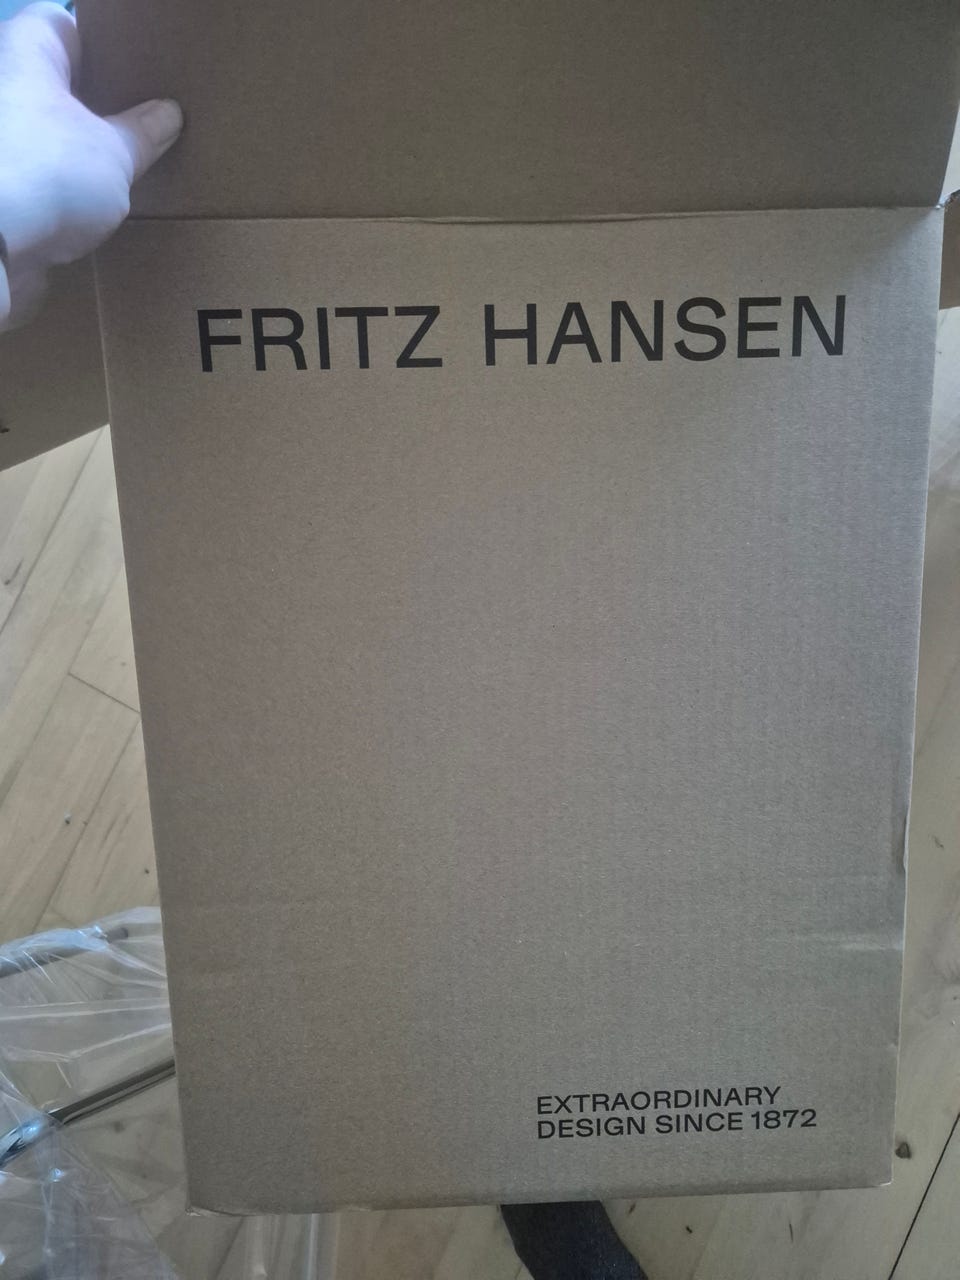 FRITZ HANSEN
EXTRAORDINARY
DESIGN SINCE 1872